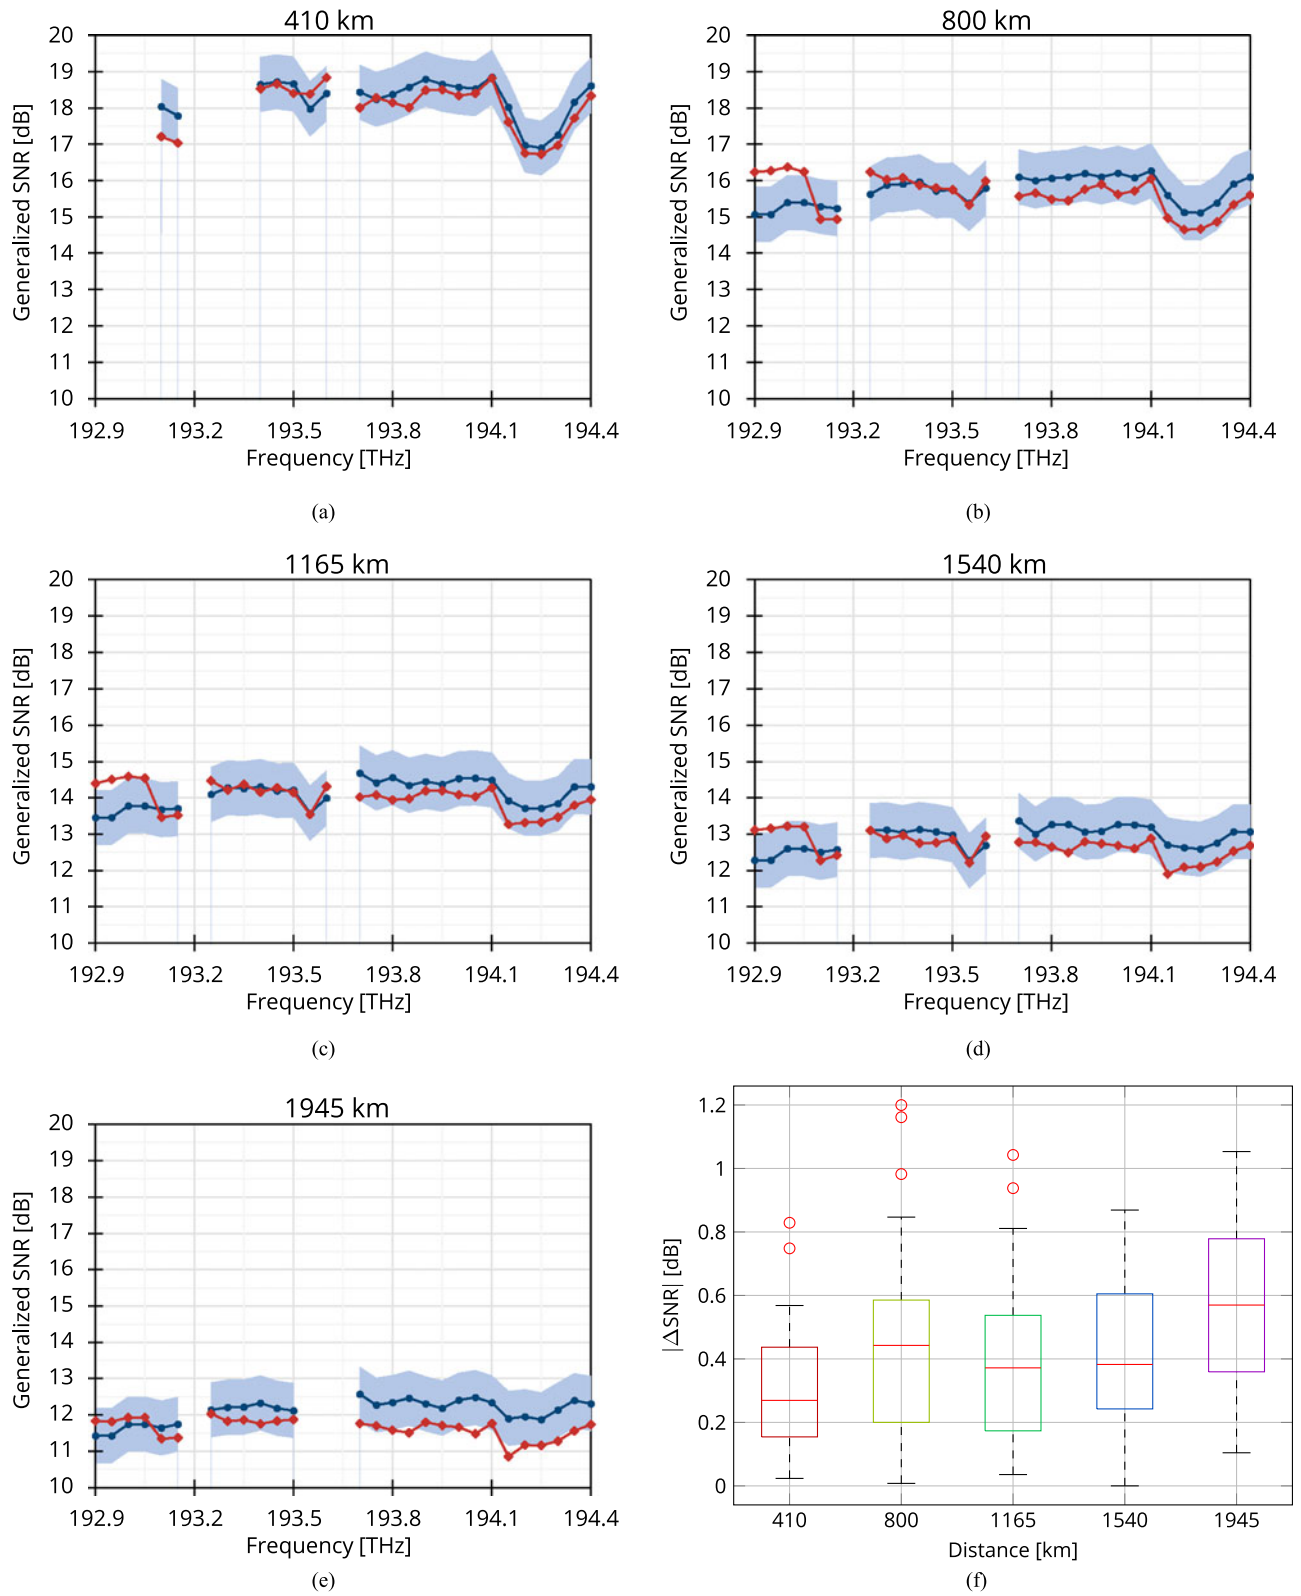 410 km
20
19
18
17
16
15
14
13
12
11
10
Generalized SNR [dB]
192.9 193.2 193.5 193.8 194.1 194.4
Frequency [THz]
(a)
800 km
20
19
18
17
16
15
14
13
12
11
10
Generalized SNR [dB]
192.9 193.2 193.5 193.8 194.1 194.4
Frequency [THz]
(b)
1165 km
20
19
18
17
16
15
14
13
12
11
10
Generalized SNR [dB]
192.9 193.2 193.5 193.8 194.1 194.4
Frequency [THz]
(c)
1540 km
20
19
18
17
16
15
14
13
12
11
10
Generalized SNR [dB]
192.9 193.2 193.5 193.8 194.1 194.4
Frequency [THz]
(d)
1945 km
20
19
18
17
16
15
14
13
12
11
10
Generalized SNR [dB]
192.9 193.2 193.5 193.8 194.1 194.4
Frequency [THz]
(e)
1.2
1
0.8
0.6
0.4
0.2
0
|ΔSNR| [dB]
410 800 1165 1540 1945
Distance [km]
(f)